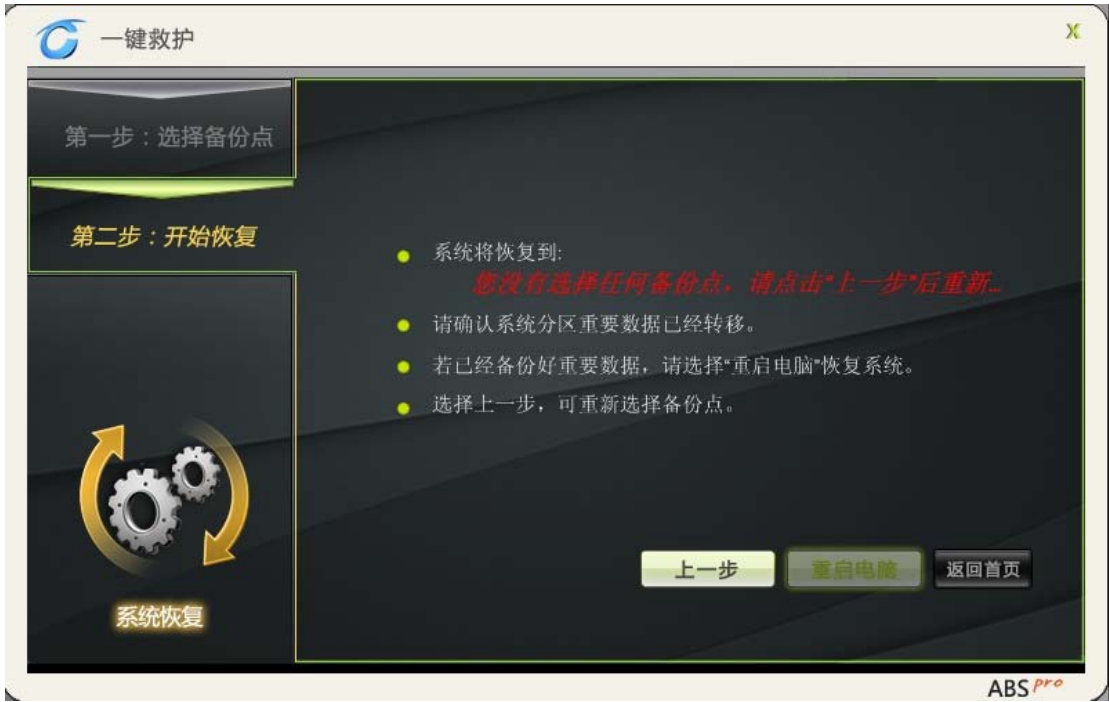 一键救护
X
第一步：选择备份点
第二步：开始恢复
系统将恢复到:
您没有选择任何备份点，请点击“上一步”后重新...
请确认系统分区重要数据已经转移。
若已经备份好重要数据，请选择“重启电脑”恢复系统。
选择上一步，可重新选择备份点。
上一步
重启电脑
返回首页
系统恢复
ABS Pro